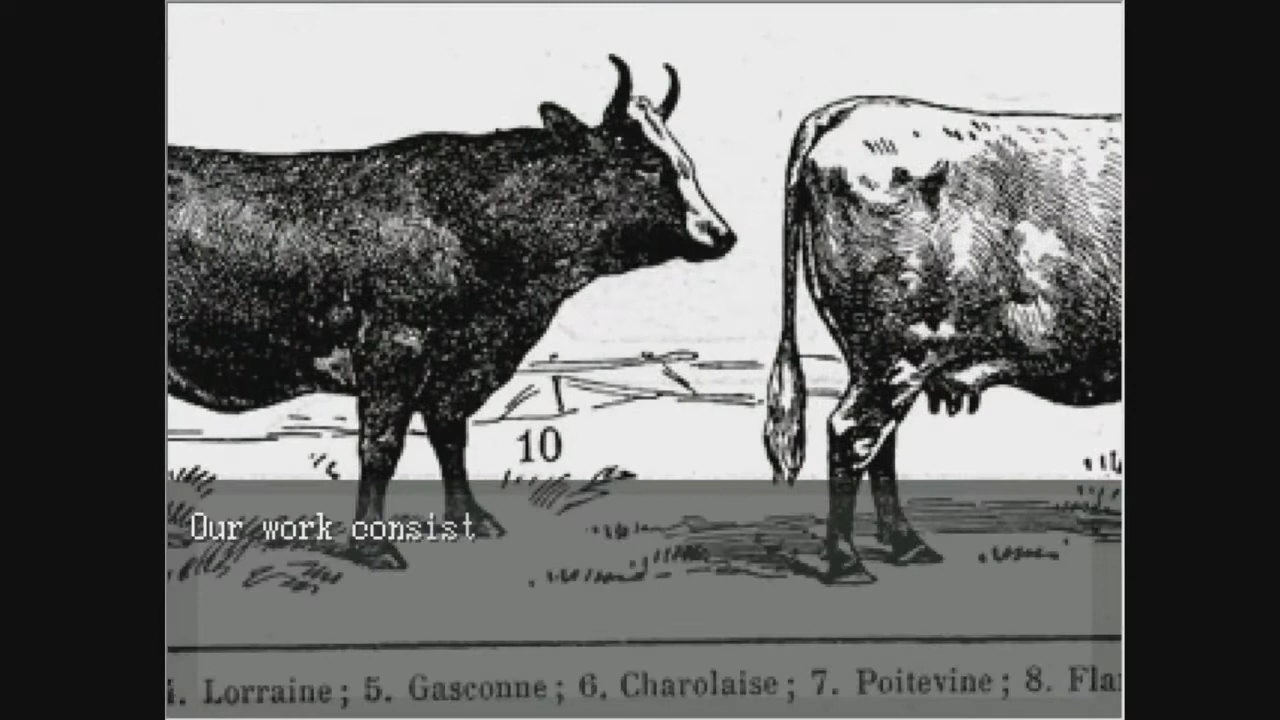 10
Our work consist
Lorraine; 5. Gasconne; 6. Charolaise; 7. Poitevine; 8.